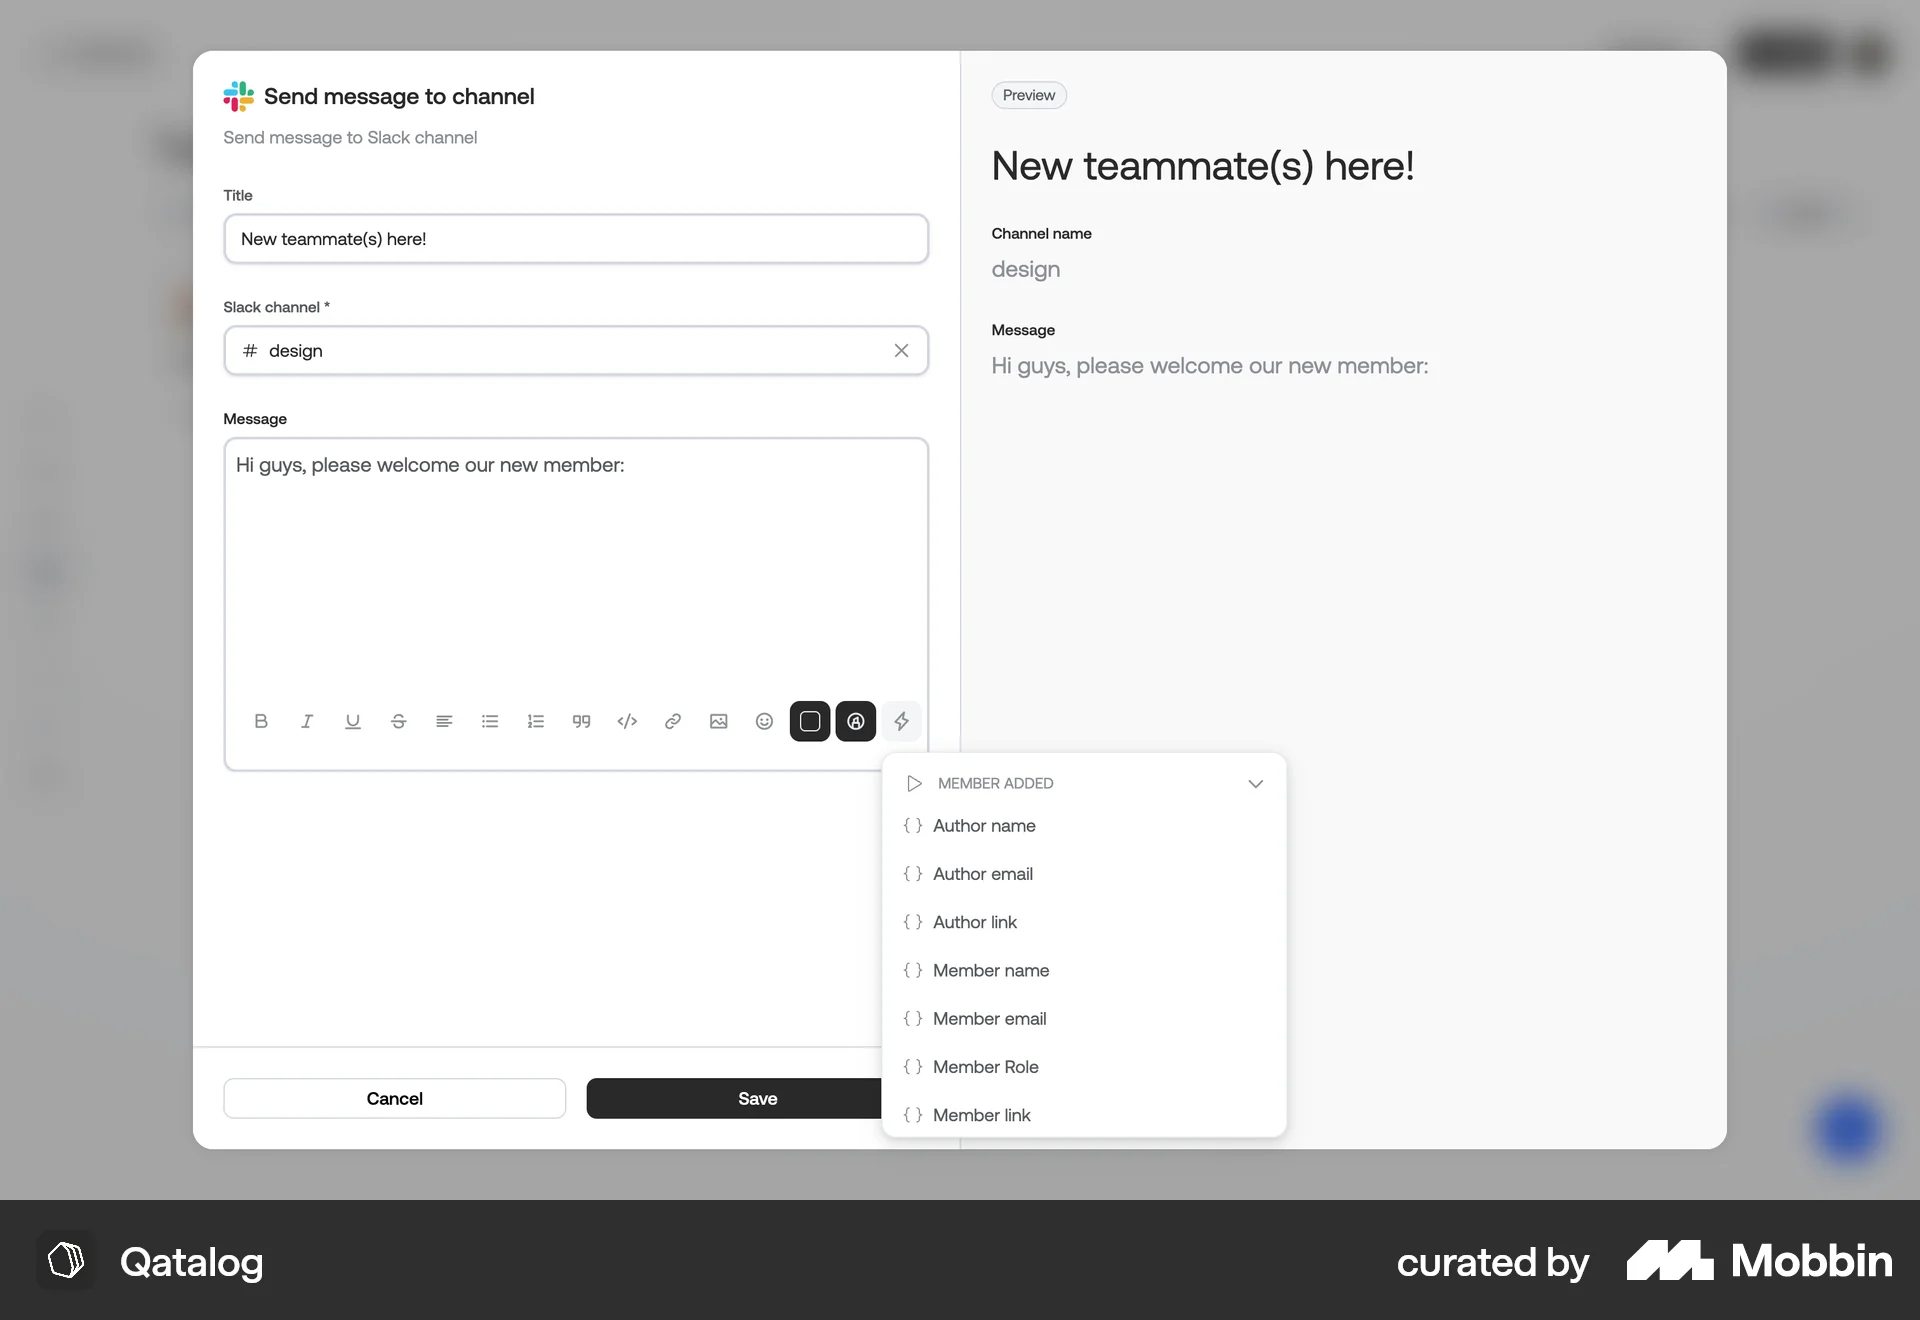 Send message to channel
Send message to Slack channel
Title
New teammate(s) here!
Slack channel *
# design
Message
Hi guys, please welcome our new member:
Cancel
Save
Preview
New teammate(s) here!
Channel name
design
Message
Hi guys, please welcome our new member:
MEMBER ADDED
{ } Author name
{ } Author email
{ } Author link
{ } Member name
{ } Member email
{ } Member Role
{ } Member link
Qatalog
curated by Mobbin